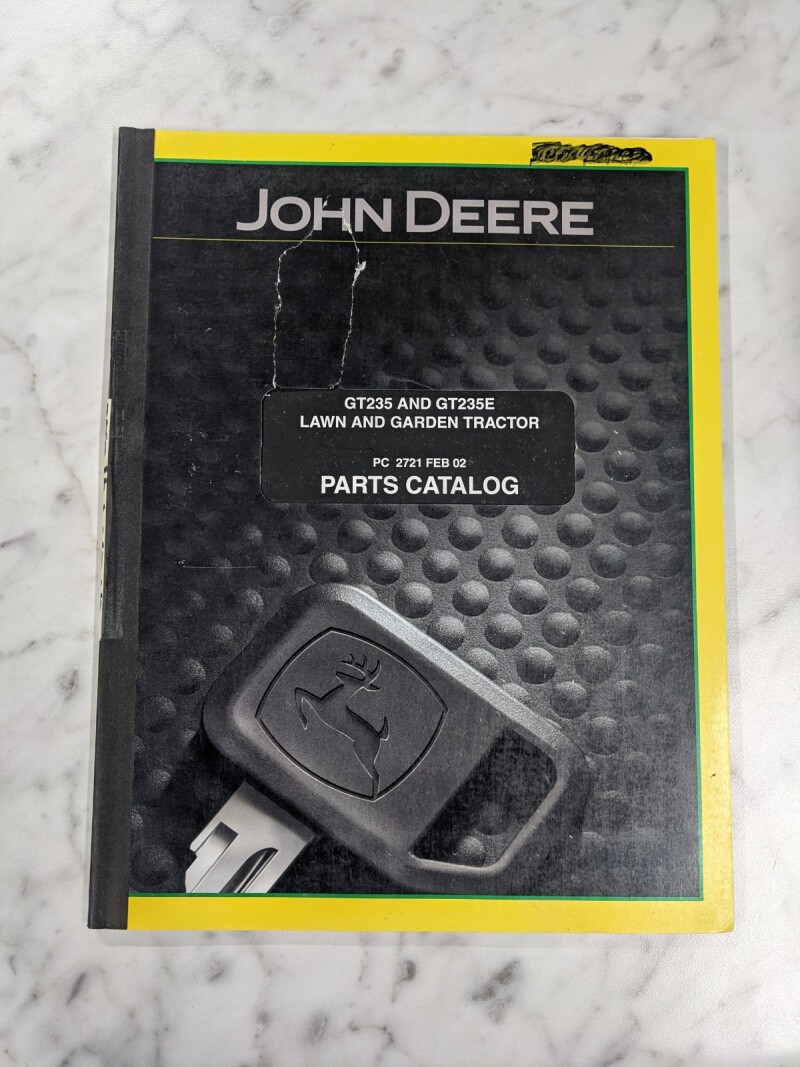 JOHN DEERE
GT235 AND GT235E
LAWN AND GARDEN TRACTOR
PC 2721 FEB 02
PARTS CATALOG